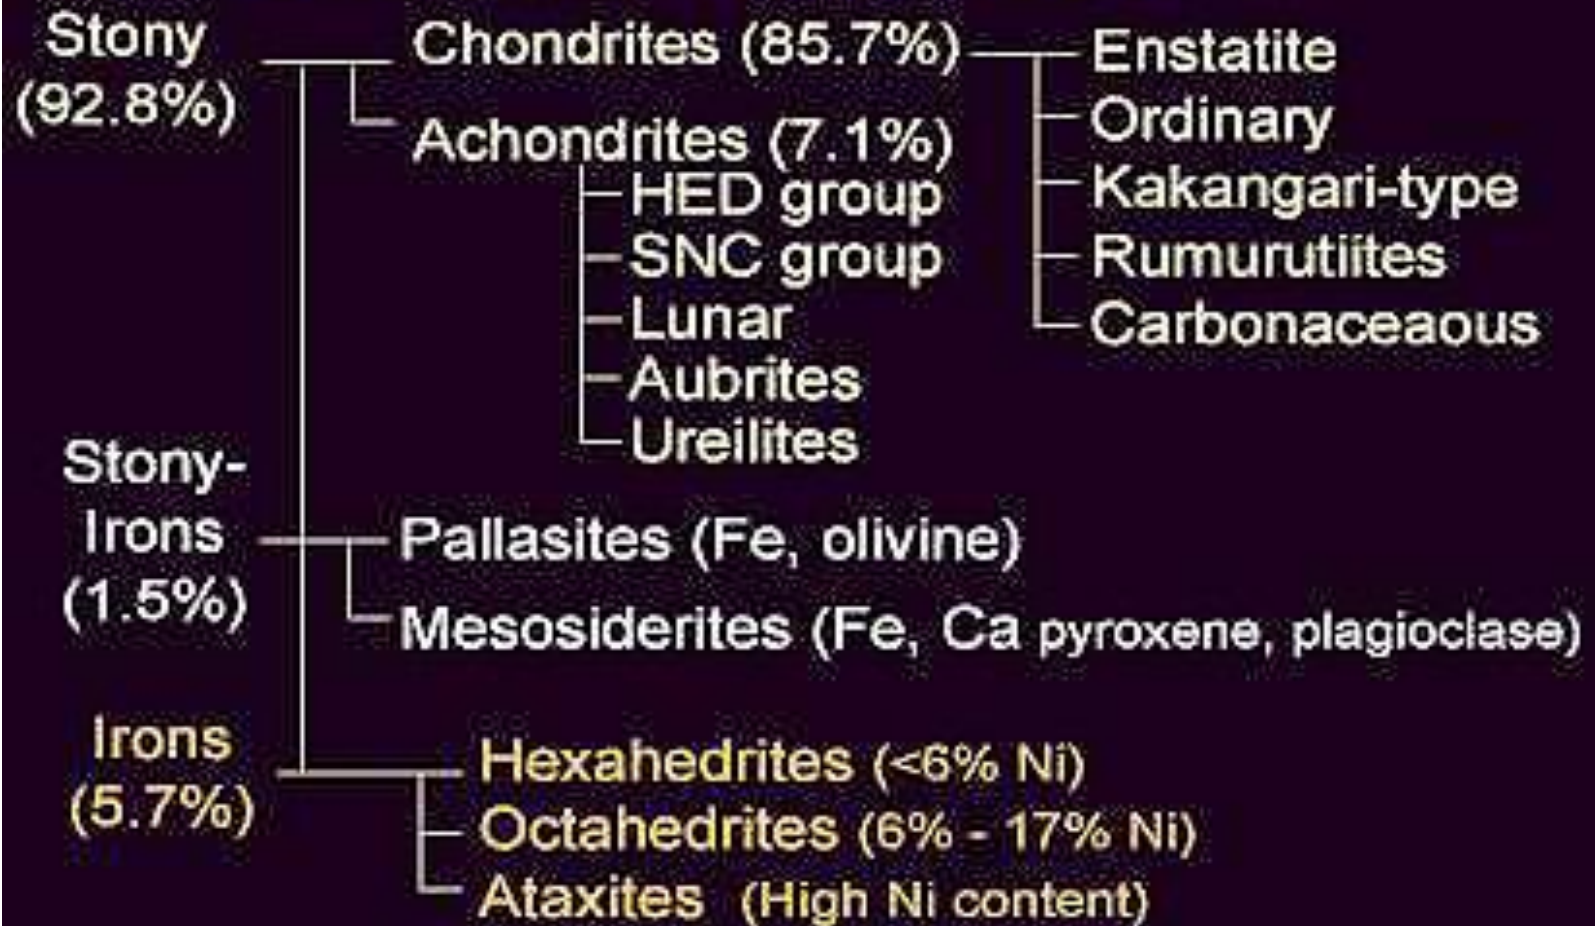 Stony
(92.8%)
Chondrites (85.7%)
Enstatite
Ordinary
Kakangari-type
Rumurutiites
Carbonaceaous
Achondrites (7.1%)
HED group
SNC group
Lunar
Aubrites
Ureilites
Stony-
Irons
(1.5%)
Pallasites (Fe, olivine)
Mesosiderites (Fe, Ca pyroxene, plagioclase)
Irons
(5.7%)
Hexahedrites (<6% Ni)
Octahedrites (6% - 17% Ni)
Ataxites (High Ni content)